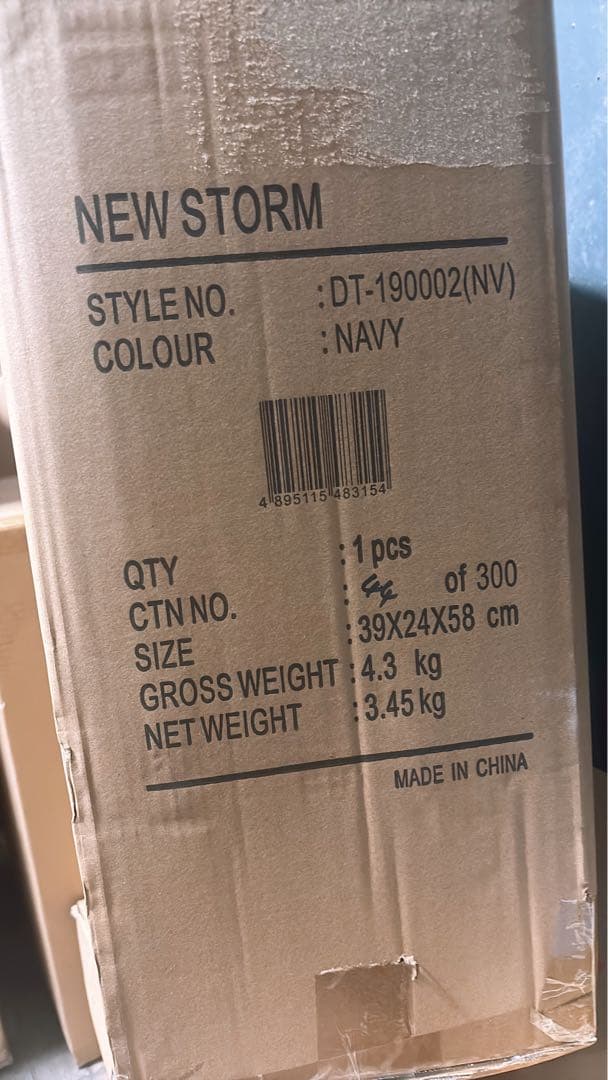 NEW STORM
STYLE NO. : DT-190002(NV)
COLOUR : NAVY
4 895115 483154
QTY : 1 pcs
CTN NO. : 44 of 300
SIZE : 39X24X58 cm
GROSS WEIGHT : 4.3 kg
NET WEIGHT : 3.45 kg
MADE IN CHINA